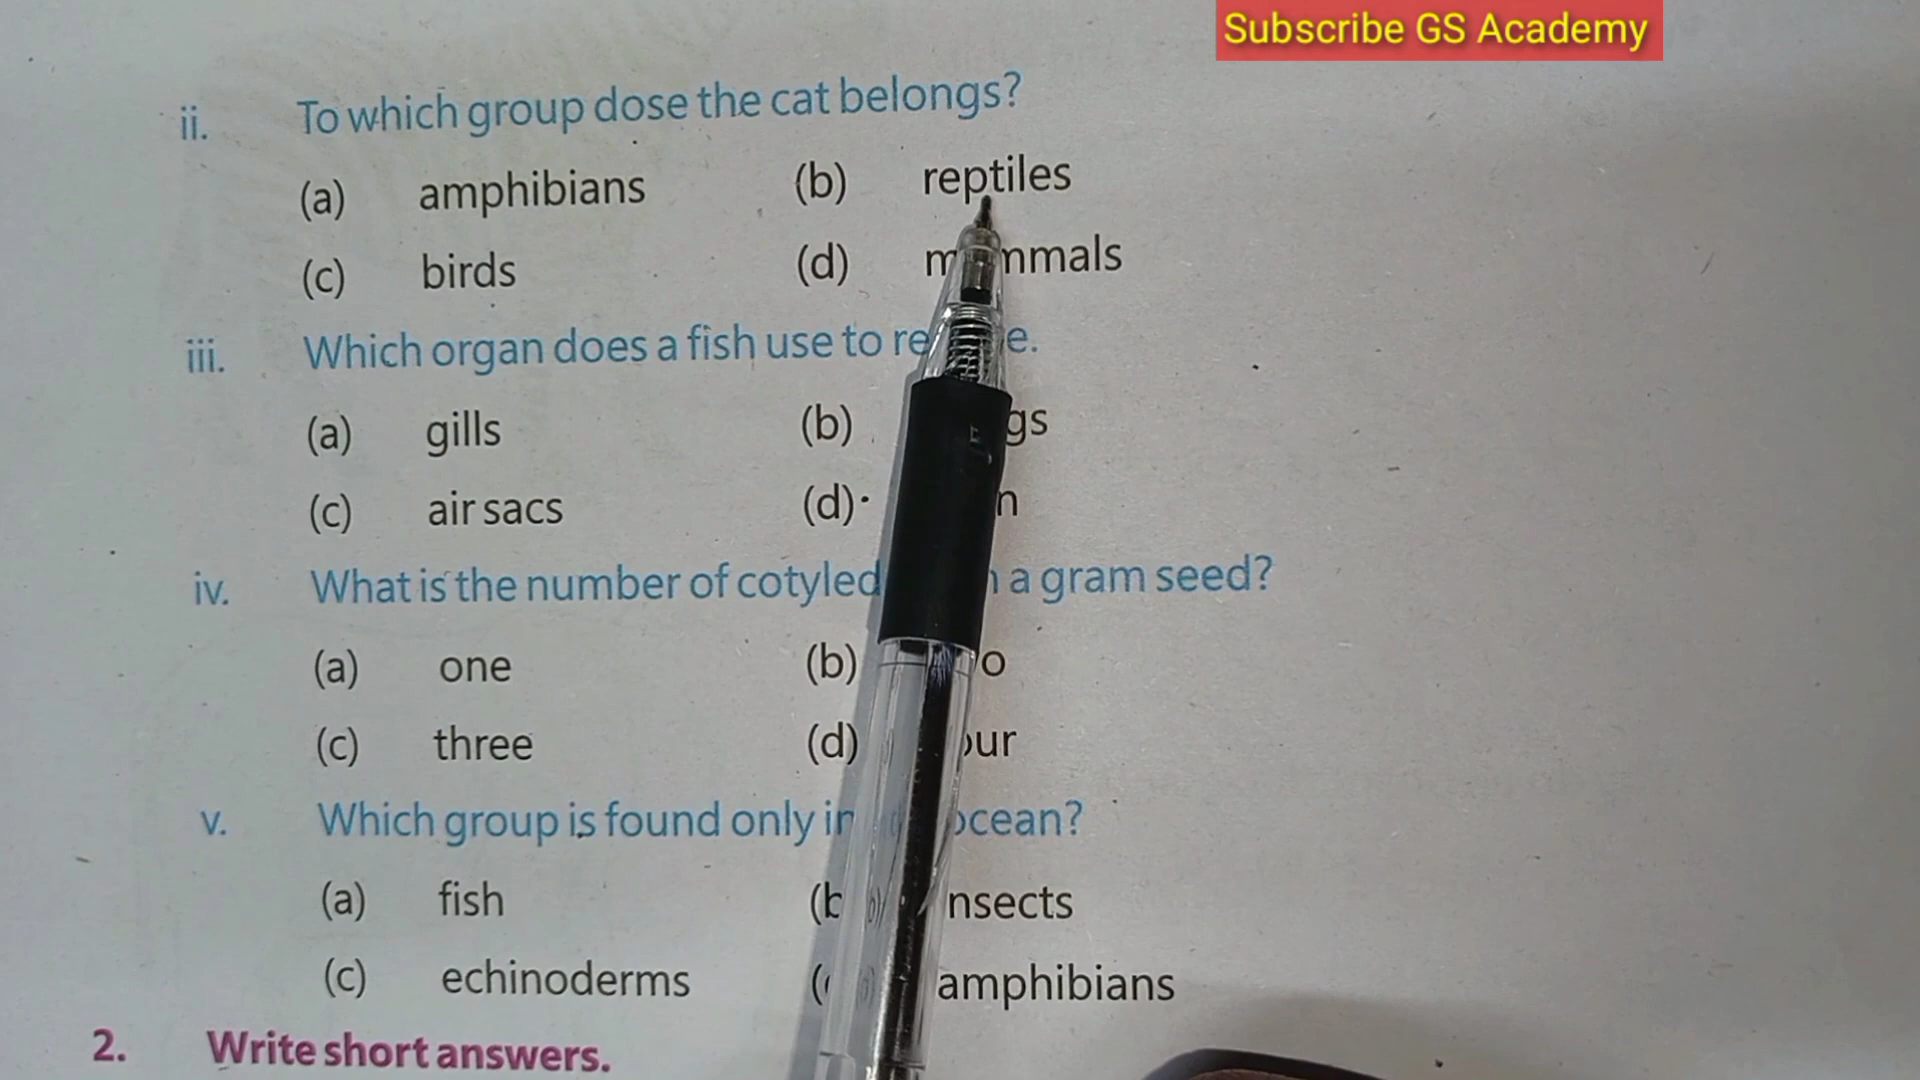 Subscribe GS Academy
ii. To which group dose the cat belongs?
(a) amphibians (b) reptiles
(c) birds (d)
iii. Which organ does a fish use to
(a) gills (b)
(c) air sacs (d)
iv. What is the number of a gram seed?
(a) one (b)
(c) three (d)
v. Which group is found only ocean?
(a) fish
(c) echinoderms amphibians
2. Write short answers.